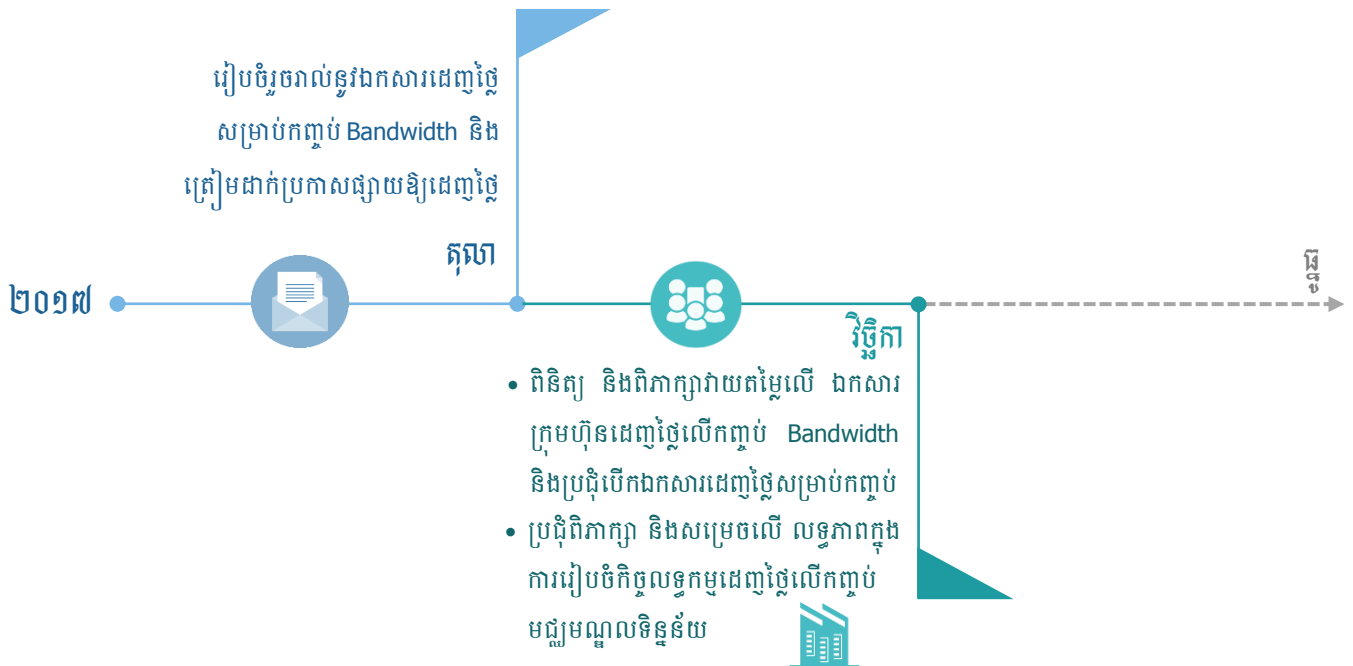 រៀបចំរួចរាល់នូវឯកសារដេញថ្លៃ
សម្រាប់កញ្ចប់ Bandwidth និង
ត្រៀមដាក់ប្រកាសផ្សាយឱ្យដេញថ្លៃ
តុលា
២០១៧
ធ្នូ
វិច្ឆិកា
• ពិនិត្យ និងពិភាក្សាវាយតម្លៃលើ ឯកសារ
ក្រុមហ៊ុនដេញថ្លៃលើកញ្ចប់ Bandwidth
និងប្រជុំបើកឯកសារដេញថ្លៃសម្រាប់កញ្ចប់
• ប្រជុំពិភាក្សា និងសម្រេចលើ លទ្ធភាពក្នុង
ការរៀបចំកិច្ចលទ្ធកម្មដេញថ្លៃលើកញ្ចប់
មជ្ឈមណ្ឌលទិន្នន័យ